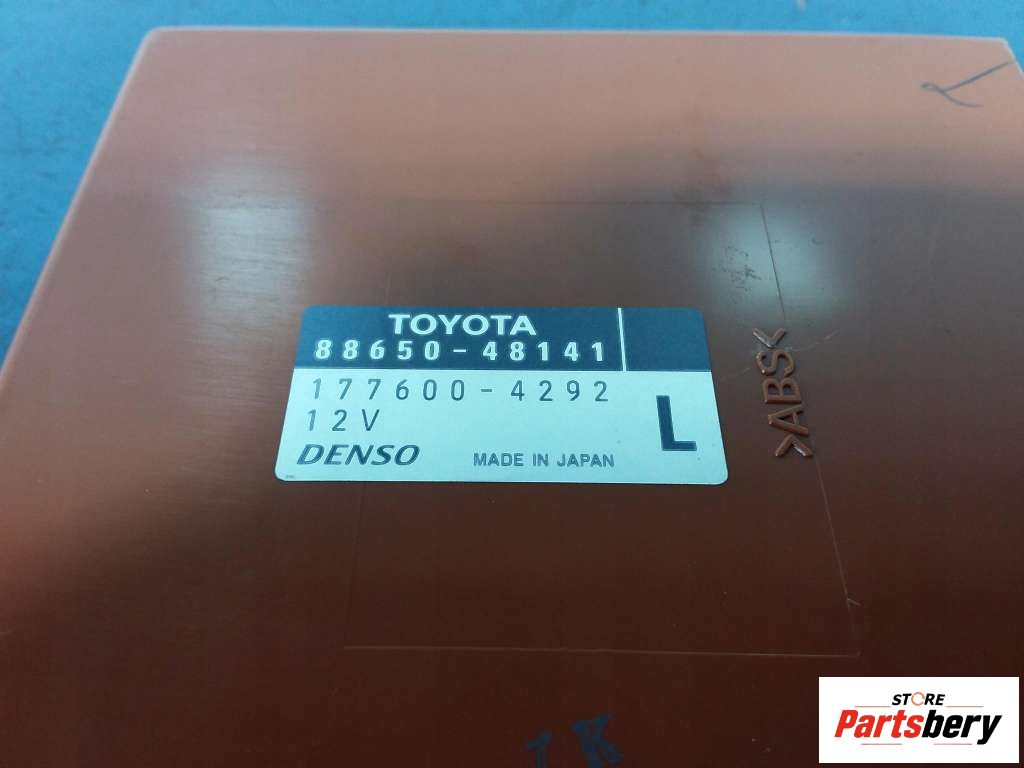 TOYOTA
88650-48141
177600-4292
12V
L
DENSO MADE IN JAPAN
>ABS<
STORE
Partsbery